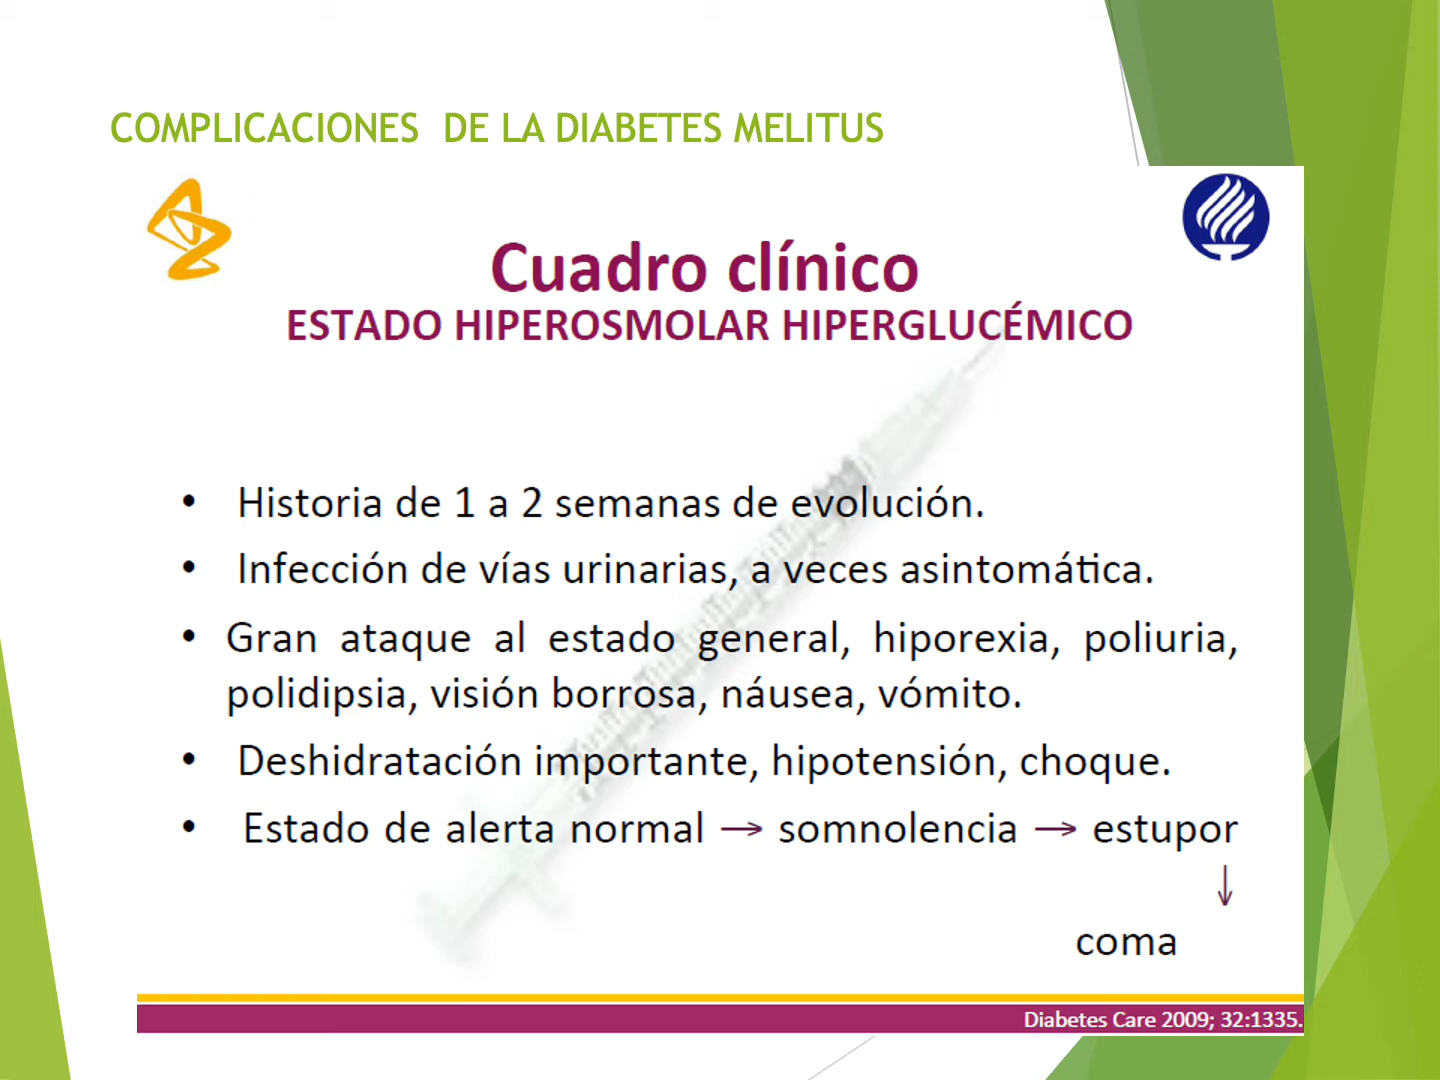 COMPLICACIONES DE LA DIABETES MELITUS
Cuadro clínico
ESTADO HIPEROSMOLAR HIPERGLUCÉMICO
• Historia de 1 a 2 semanas de evolución.
• Infección de vías urinarias, a veces asintomática.
• Gran ataque al estado general, hiporexia, poliuria,
polidipsia, visión borrosa, náusea, vómito.
• Deshidratación importante, hipotensión, choque.
• Estado de alerta normal → somnolencia → estupor
↓
coma
Diabetes Care 2009; 32:1335.